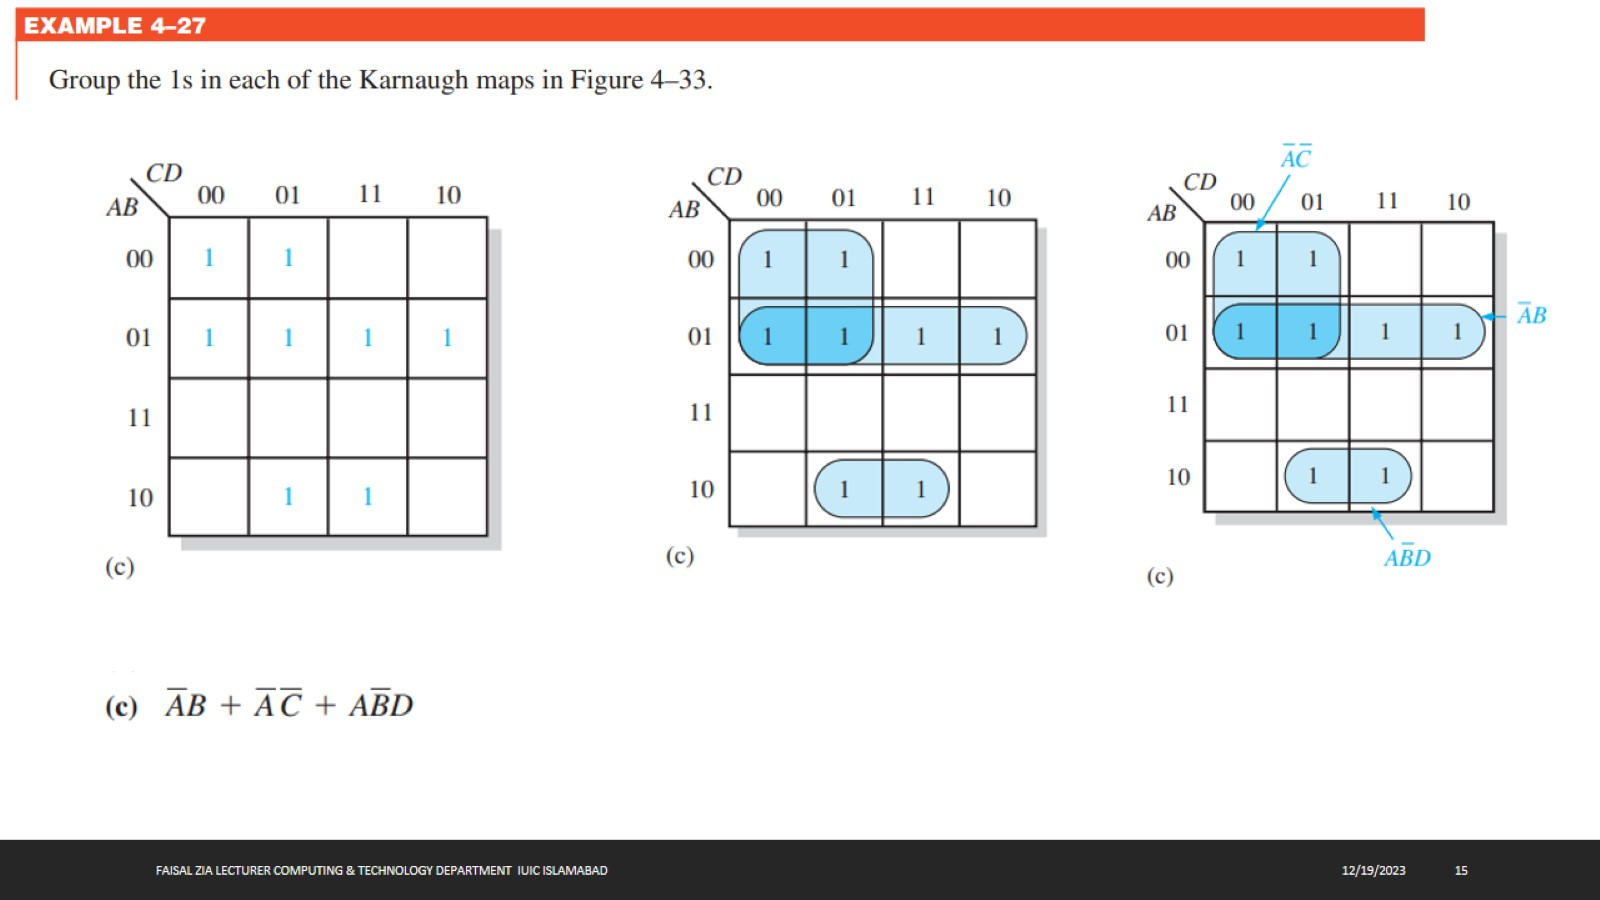 EXAMPLE 4–27
Group the 1s in each of the Karnaugh maps in Figure 4–33.
CD
AB
00 01 11 10
00 1 1
01 1 1 1 1
11
10 1 1
(c)
CD
AB
00 01 11 10
00 1 1
01 1 1 1 1
11
10 1 1
(c)
A̅C̅
CD
AB
00 01 11 10
00 1 1
01 1 1 1 1
A̅B
11
10 1 1
AB̅D
(c)
(c) A̅B + A̅ C̅ + AB̅D
FAISAL ZIA LECTURER COMPUTING & TECHNOLOGY DEPARTMENT IUIC ISLAMABAD
12/19/2023
15